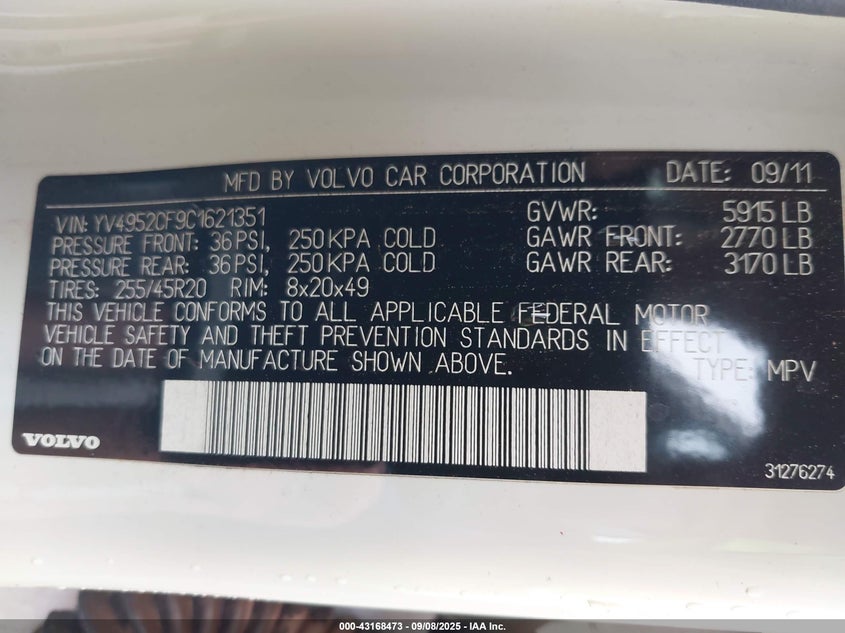 MFD BY VOLVO CAR CORPORATION DATE: 09/11
VIN: YV4952CF9C1621351 GVWR: 5915 LB
PRESSURE FRONT: 36 PSI, 250 KPA COLD GAWR FRONT: 2770 LB
PRESSURE REAR: 36 PSI, 250 KPA COLD GAWR REAR: 3170 LB
TIRES: 255/45R20 RIM: 8x20x49
THIS VEHICLE CONFORMS TO ALL APPLICABLE FEDERAL MOTOR
VEHICLE SAFETY AND THEFT PREVENTION STANDARDS IN EFFECT
ON THE DATE OF MANUFACTURE SHOWN ABOVE. TYPE: MPV
VOLVO
31276274
000-43168473 - 09/08/2025 - IAA Inc.